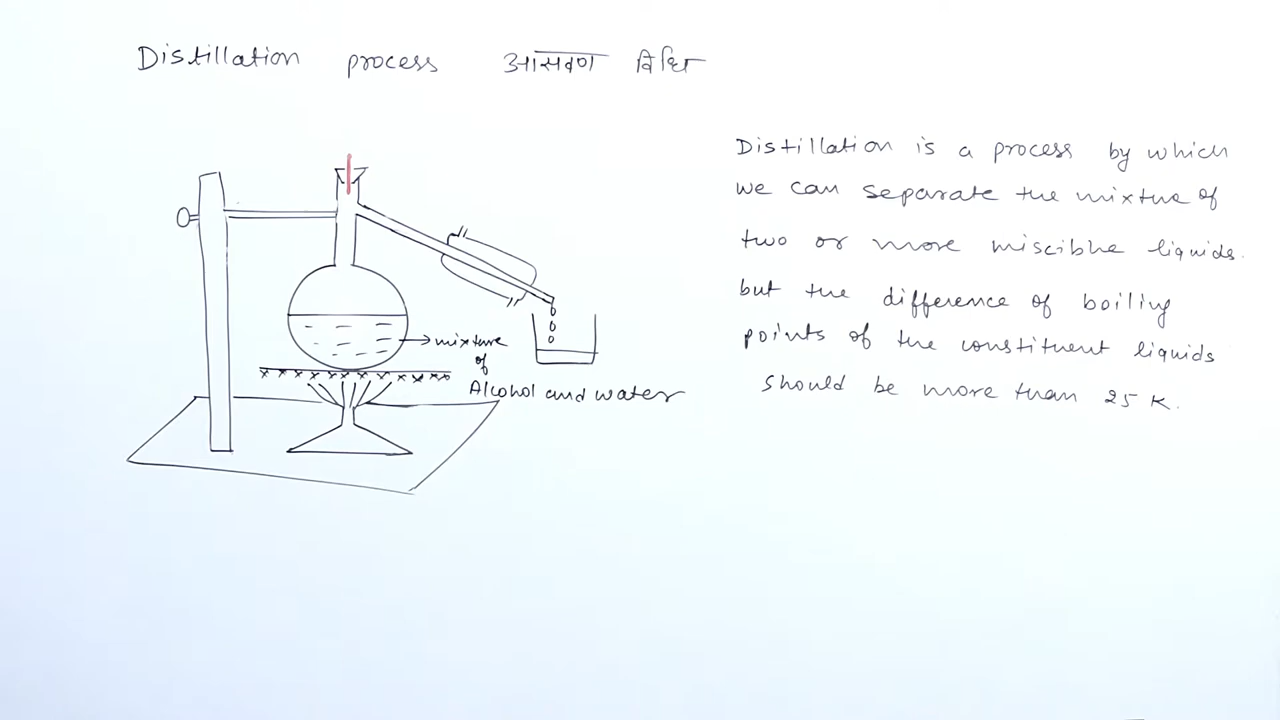 Distillation process आसवण विधि
Distillation is a process by which
we can separate the mixture of
two or more miscible liquids.
but the difference of boiling
points of the constituent liquids
should be more than 25 K.
mixture
of
Alcohol and water